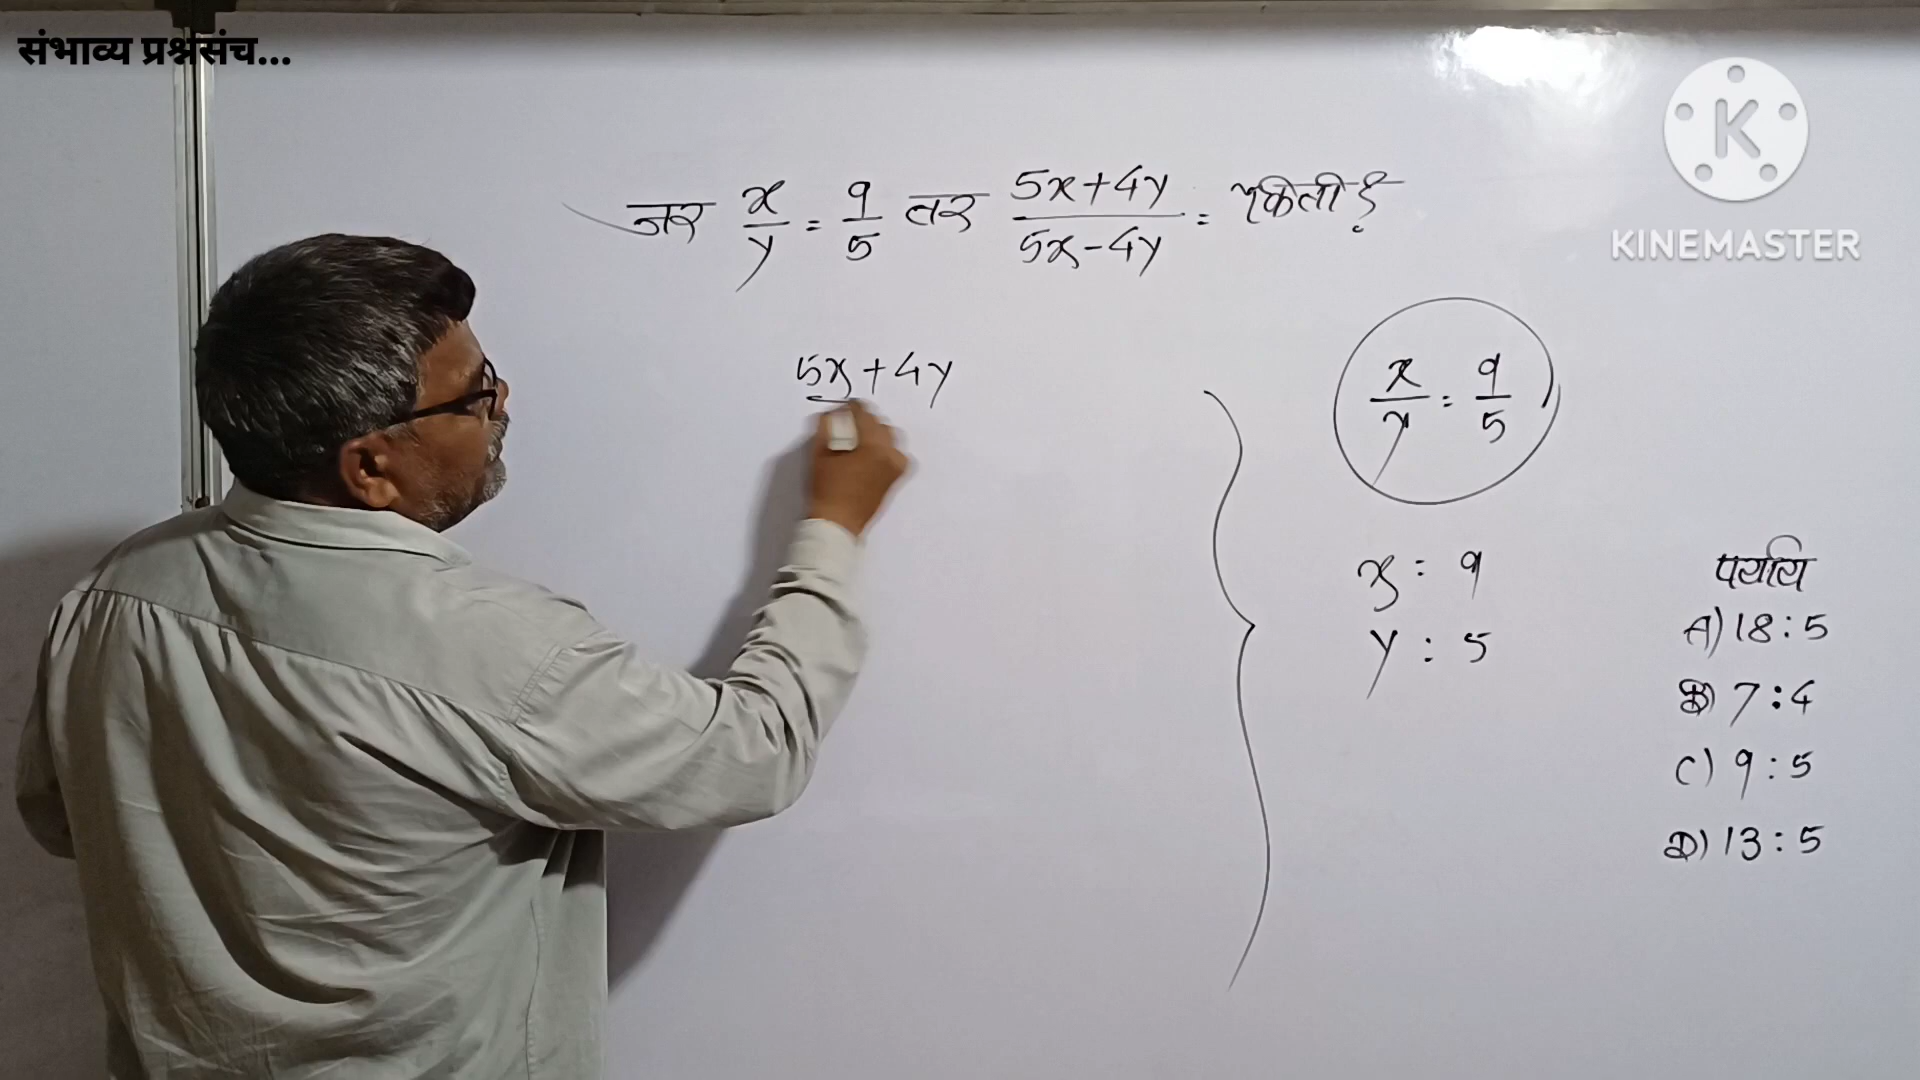 संभाव्य प्रश्नसंच...
KINEMASTER
जर x/y = 9/5 तर 5x+4y/5x-4y = किती?
5x+4y
x/y = 9/5
x = 9
y = 5
पर्याय
A) 18:5
B) 7:4
C) 9:5
D) 13:5